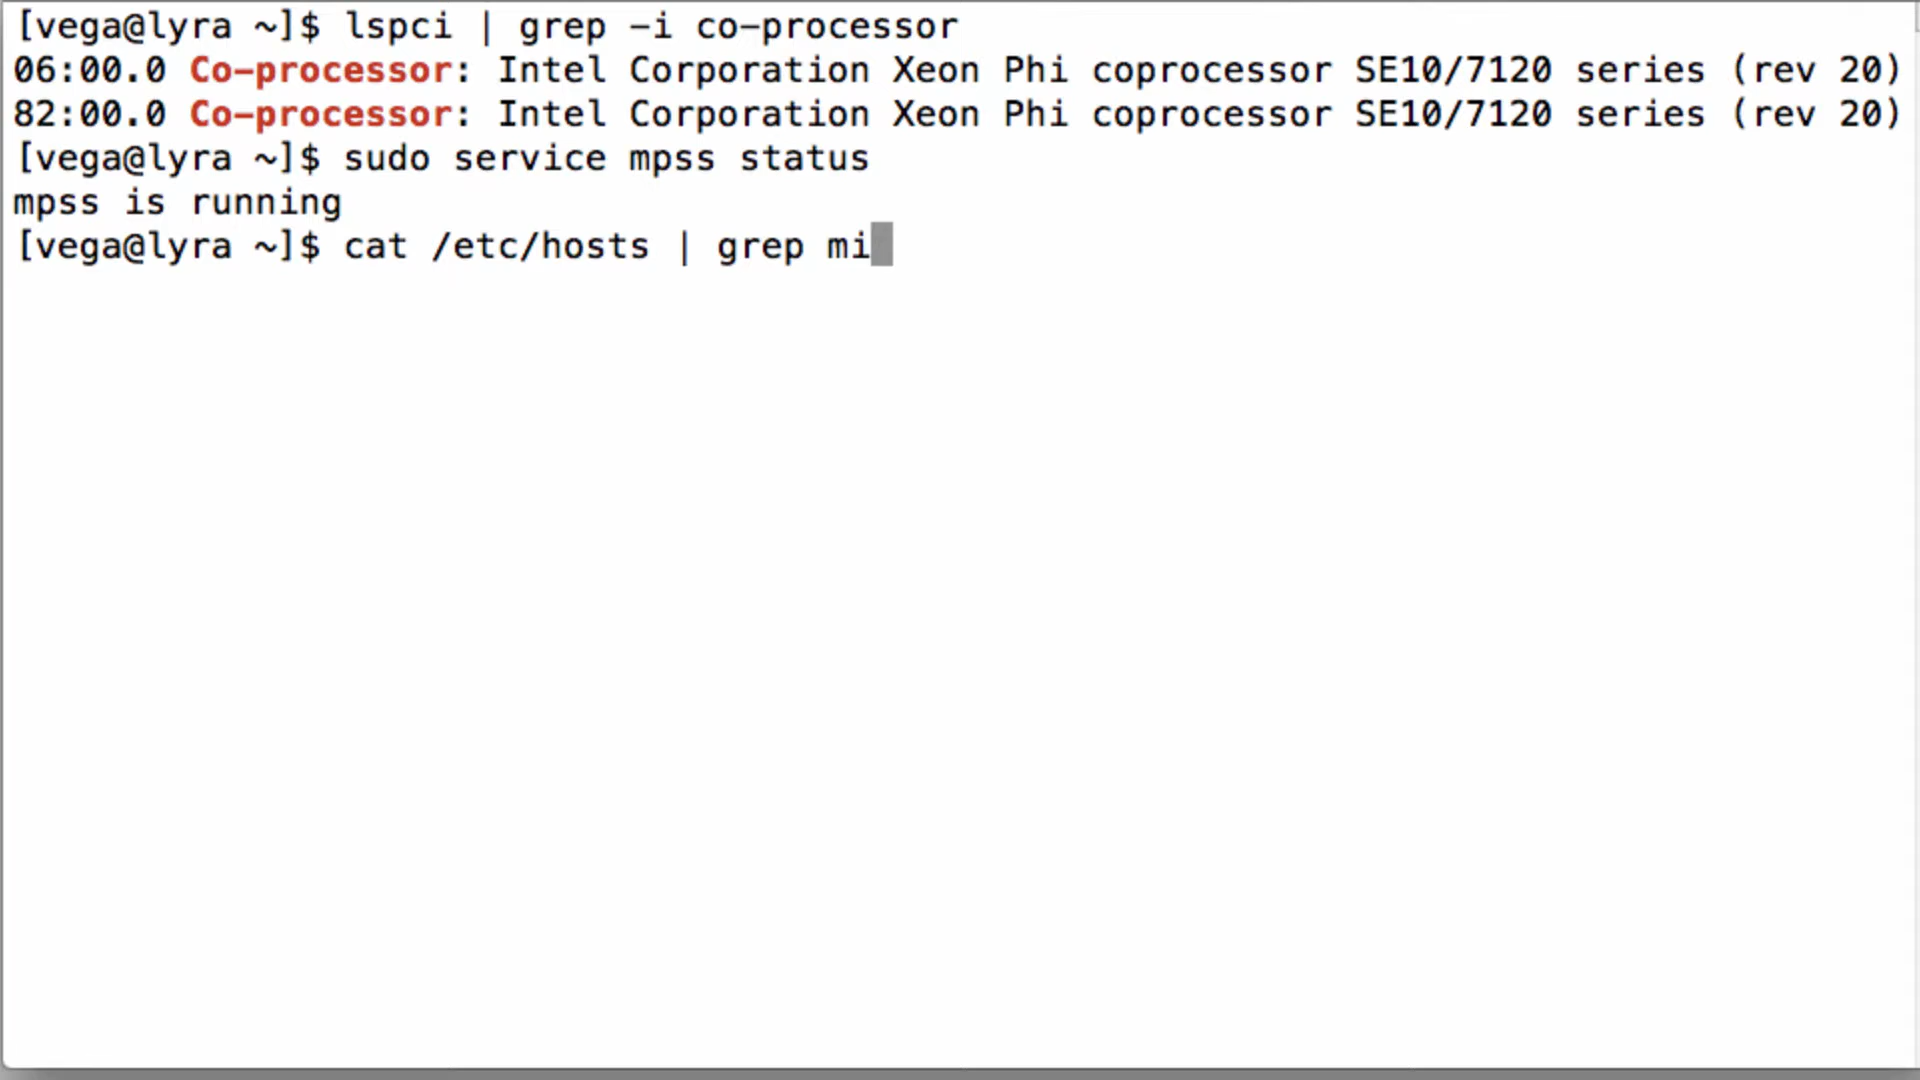 [vega@lyra ~]$ lspci | grep -i co-processor
06:00.0 Co-processor: Intel Corporation Xeon Phi coprocessor SE10/7120 series (rev 20)
82:00.0 Co-processor: Intel Corporation Xeon Phi coprocessor SE10/7120 series (rev 20)
[vega@lyra ~]$ sudo service mpss status
mpss is running
[vega@lyra ~]$ cat /etc/hosts | grep mi